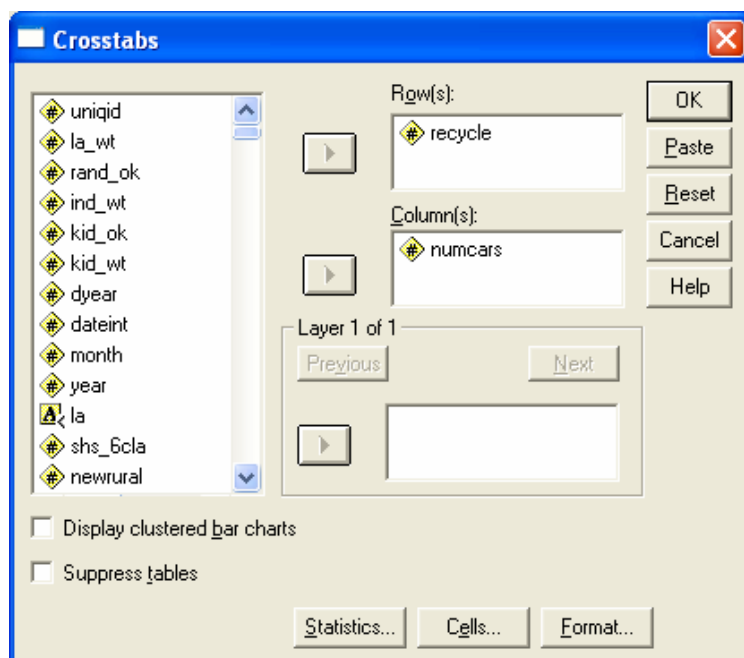 Crosstabs
uniqid
la_wt
rand_ok
ind_wt
kid_ok
kid_wt
dyear
dateint
month
year
la
shs_6cla
newrural
Row(s):
recycle
Column(s):
numcars
Layer 1 of 1
Previous
Next
OK
Paste
Reset
Cancel
Help
Display clustered bar charts
Suppress tables
Statistics...
Cells...
Format...